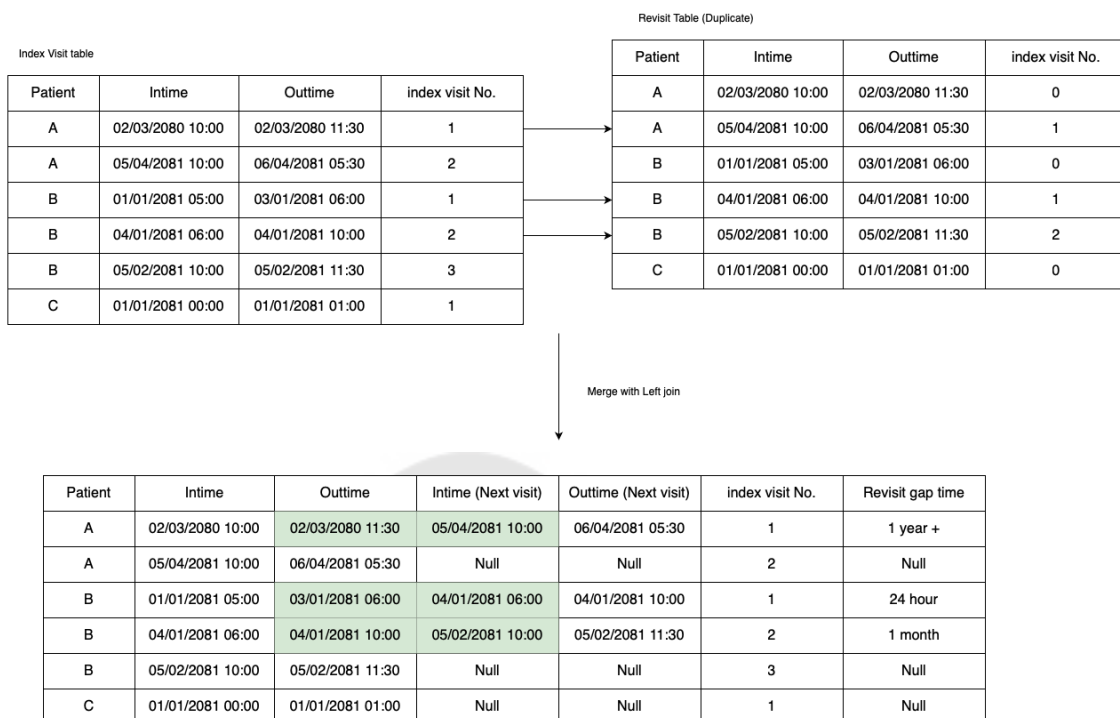 Revisit Table (Duplicate)
Index Visit table
Patient Intime Outtime index visit No.
A 02/03/2080 10:00 02/03/2080 11:30 1
A 05/04/2081 10:00 06/04/2081 05:30 2
B 01/01/2081 05:00 03/01/2081 06:00 1
B 04/01/2081 06:00 04/01/2081 10:00 2
B 05/02/2081 10:00 05/02/2081 11:30 3
C 01/01/2081 00:00 01/01/2081 01:00 1
Patient Intime Outtime index visit No.
A 02/03/2080 10:00 02/03/2080 11:30 0
A 05/04/2081 10:00 06/04/2081 05:30 1
B 01/01/2081 05:00 03/01/2081 06:00 0
B 04/01/2081 06:00 04/01/2081 10:00 1
B 05/02/2081 10:00 05/02/2081 11:30 2
C 01/01/2081 00:00 01/01/2081 01:00 0
Merge with Left join
Patient Intime Outtime Intime (Next visit) Outtime (Next visit) index visit No. Revisit gap time
A 02/03/2080 10:00 02/03/2080 11:30 05/04/2081 10:00 06/04/2081 05:30 1 1 year +
A 05/04/2081 10:00 06/04/2081 05:30 Null Null 2 Null
B 01/01/2081 05:00 03/01/2081 06:00 04/01/2081 06:00 04/01/2081 10:00 1 24 hour
B 04/01/2081 06:00 04/01/2081 10:00 05/02/2081 10:00 05/02/2081 11:30 2 1 month
B 05/02/2081 10:00 05/02/2081 11:30 Null Null 3 Null
C 01/01/2081 00:00 01/01/2081 01:00 Null Null 1 Null